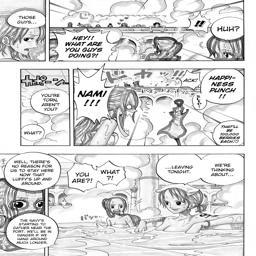 HUH?
!!
HEY!!
WHAT ARE
YOU GUYS
DOING?!
THOSE
GUYS...
HAPPI-
NESS
PUNCH
!!
ACK!
NAMI
!!!
THAT'LL BE
100,000
BERRIES
EACH♡
YOU'RE
TORN,
AREN'T
YOU?
WHAT?
WE'RE
THINKING
ABOUT...
...LEAVING
TONIGHT.
WHAT
?!
YOU
ARE?!
WELL, THERE'S
NO REASON FOR
US TO STAY HERE
NOW THAT
LUFFY'S UP AND
AROUND.
THE NAVY'S
STARTING TO
GATHER NEAR THE
PORT. WE'LL BE IN
DANGER IF WE
HANG AROUND
MUCH LONGER.